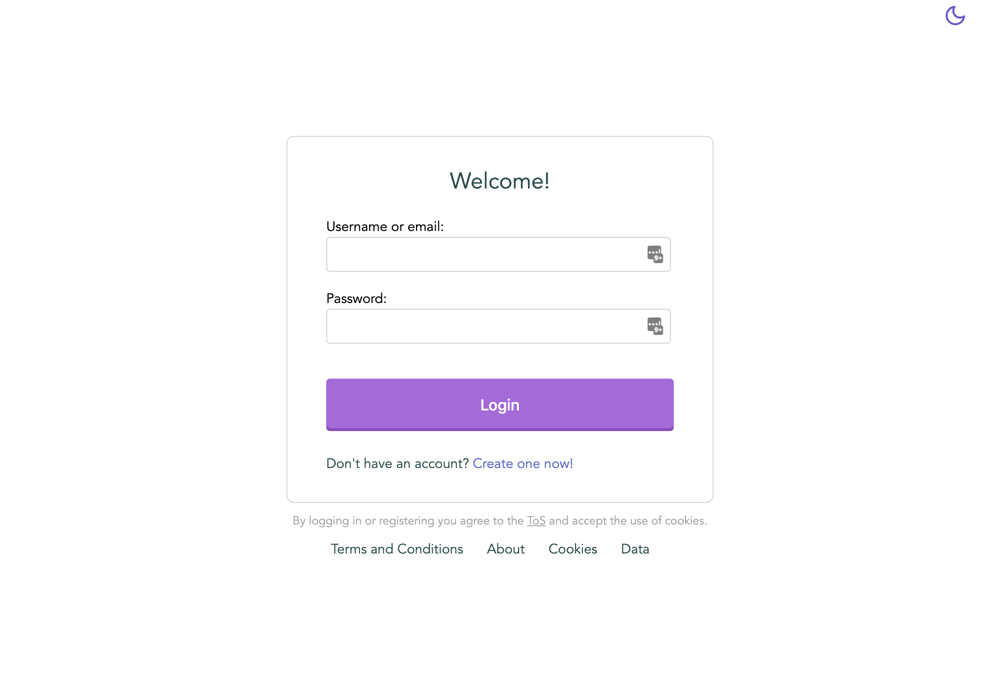 Welcome!
Username or email:
Password:
Login
Don't have an account? Create one now!
By logging in or registering you agree to the ToS and accept the use of cookies.
Terms and Conditions About Cookies Data